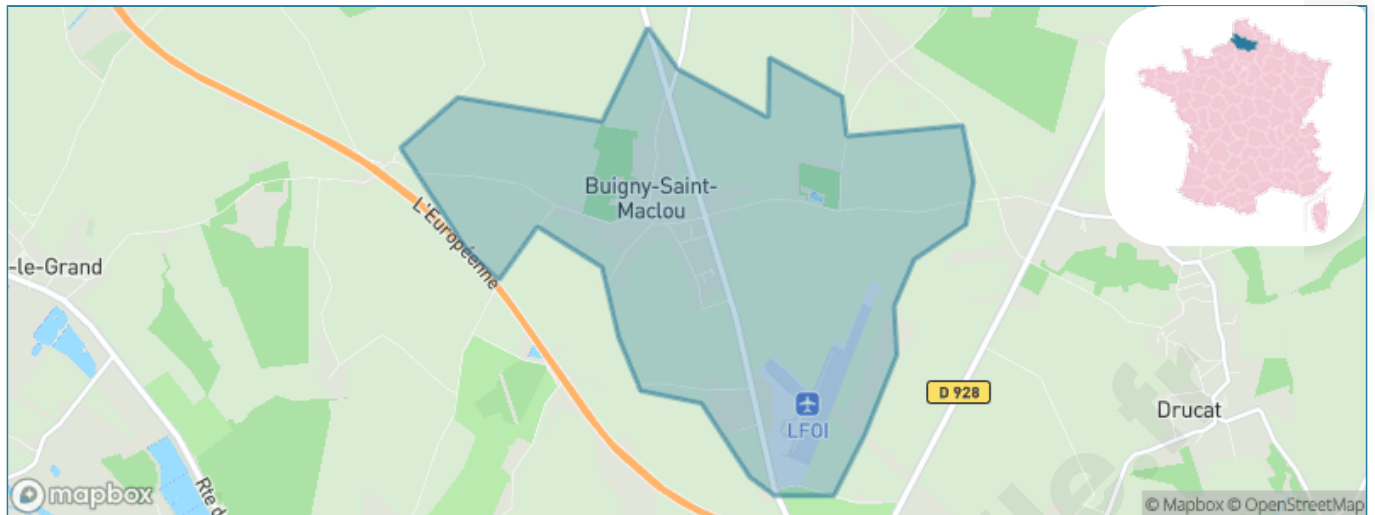 Buigny-Saint-
Maclou
L'Européenne
-le-Grand
D 928
LFOI
Drucat
Rte d
mapbox
© Mapbox © OpenStreetMap